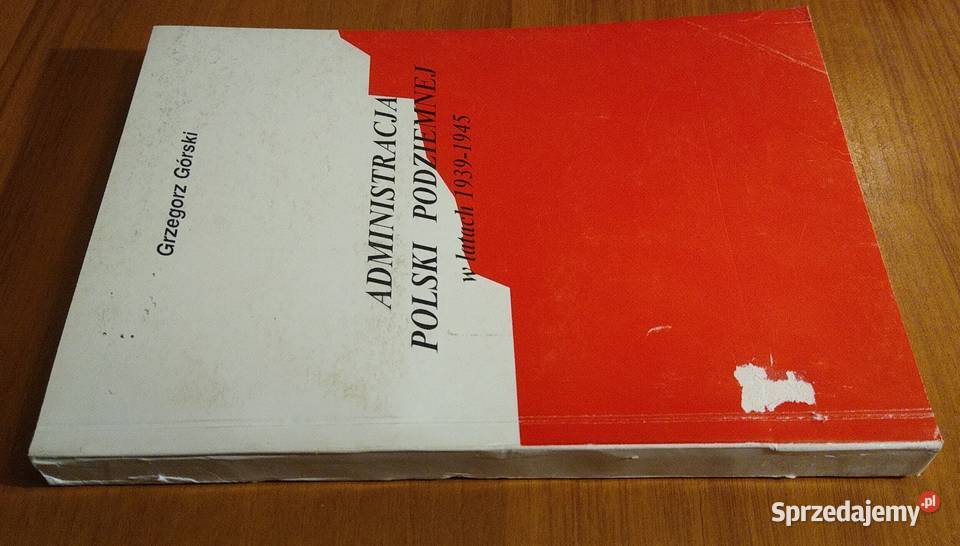 Grzegorz Górski
ADMINISTRACJA
POLSKI PODZIEMNEJ
w latach 1939-1945
Sprzedajemy.pl